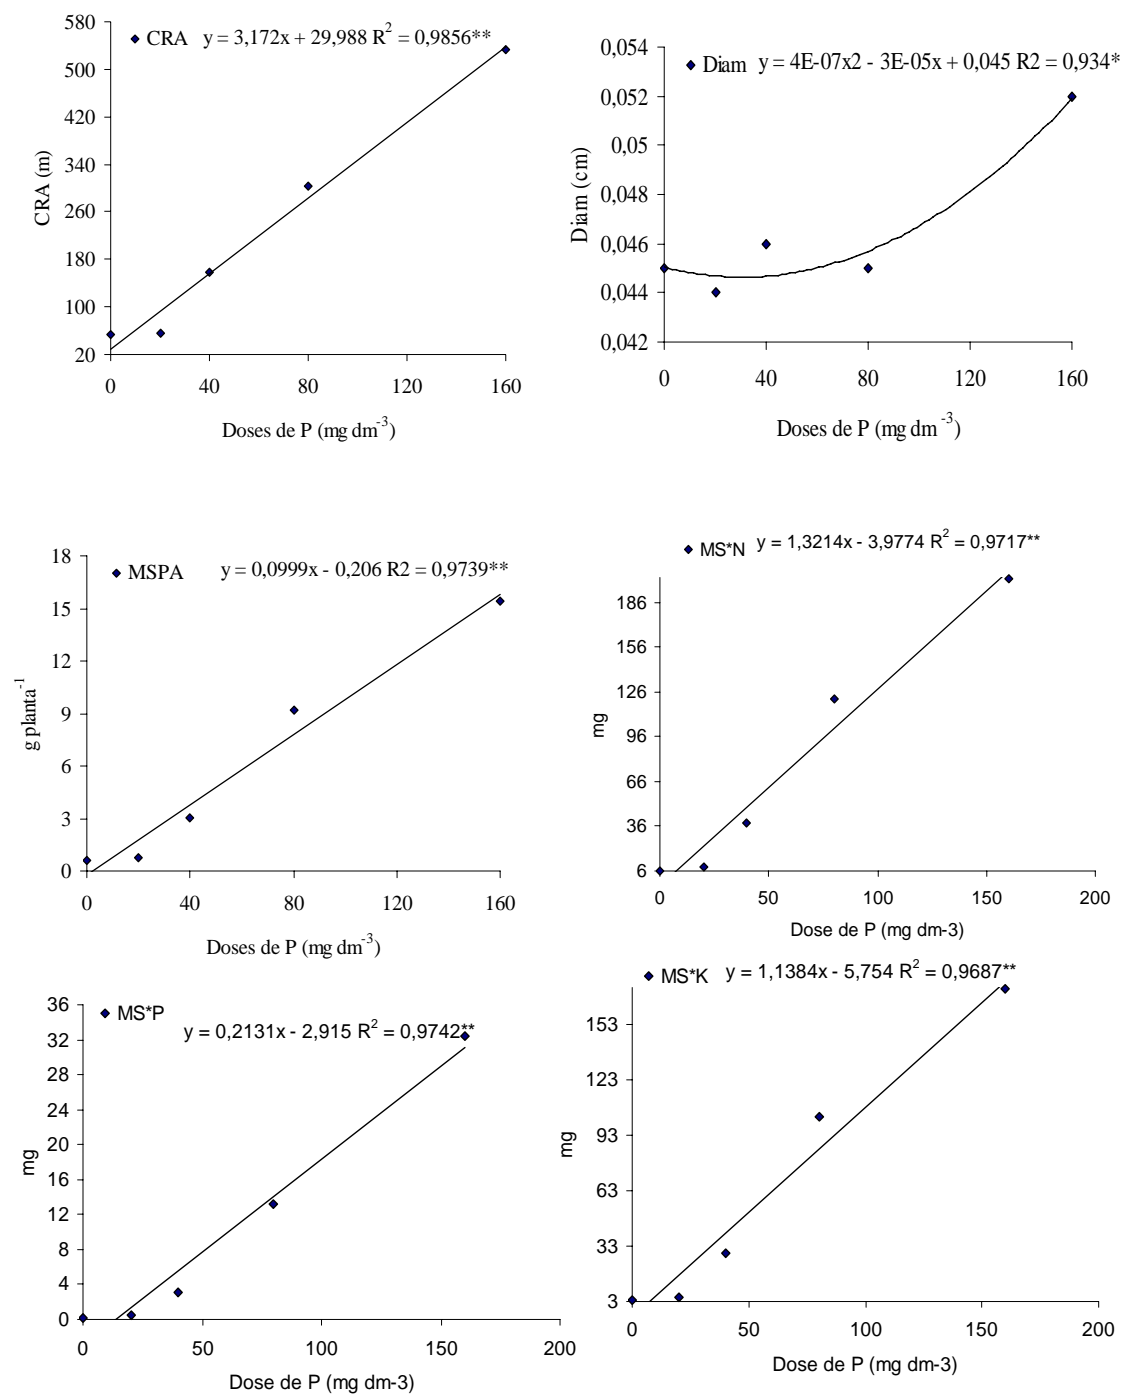 CRA y = 3,172x + 29,988 R² = 0,9856**
580
500
420
340
260
180
100
20
CRA (m)
0 40 80 120 160
Doses de P (mg dm⁻³)
Diam y = 4E-07x2 - 3E-05x + 0,045 R2 = 0,934*
0,054
0,052
0,05
0,048
0,046
0,044
0,042
Diam (cm)
0 40 80 120 160
Doses de P (mg dm⁻³)
MSPA y = 0,0999x - 0,206 R2 = 0,9739**
18
15
12
9
6
3
0
g planta⁻¹
0 40 80 120 160
Doses de P (mg dm⁻³)
MS*N y = 1,3214x - 3,9774 R² = 0,9717**
186
156
126
96
66
36
6
mg
0 50 100 150 200
Dose de P (mg dm-3)
MS*P
y = 0,2131x - 2,915 R² = 0,9742**
36
32
28
24
20
16
12
8
4
0
mg
0 50 100 150 200
Dose de P (mg dm-3)
MS*K y = 1,1384x - 5,754 R² = 0,9687**
153
123
93
63
33
3
mg
0 50 100 150 200
Dose de P (mg dm-3)